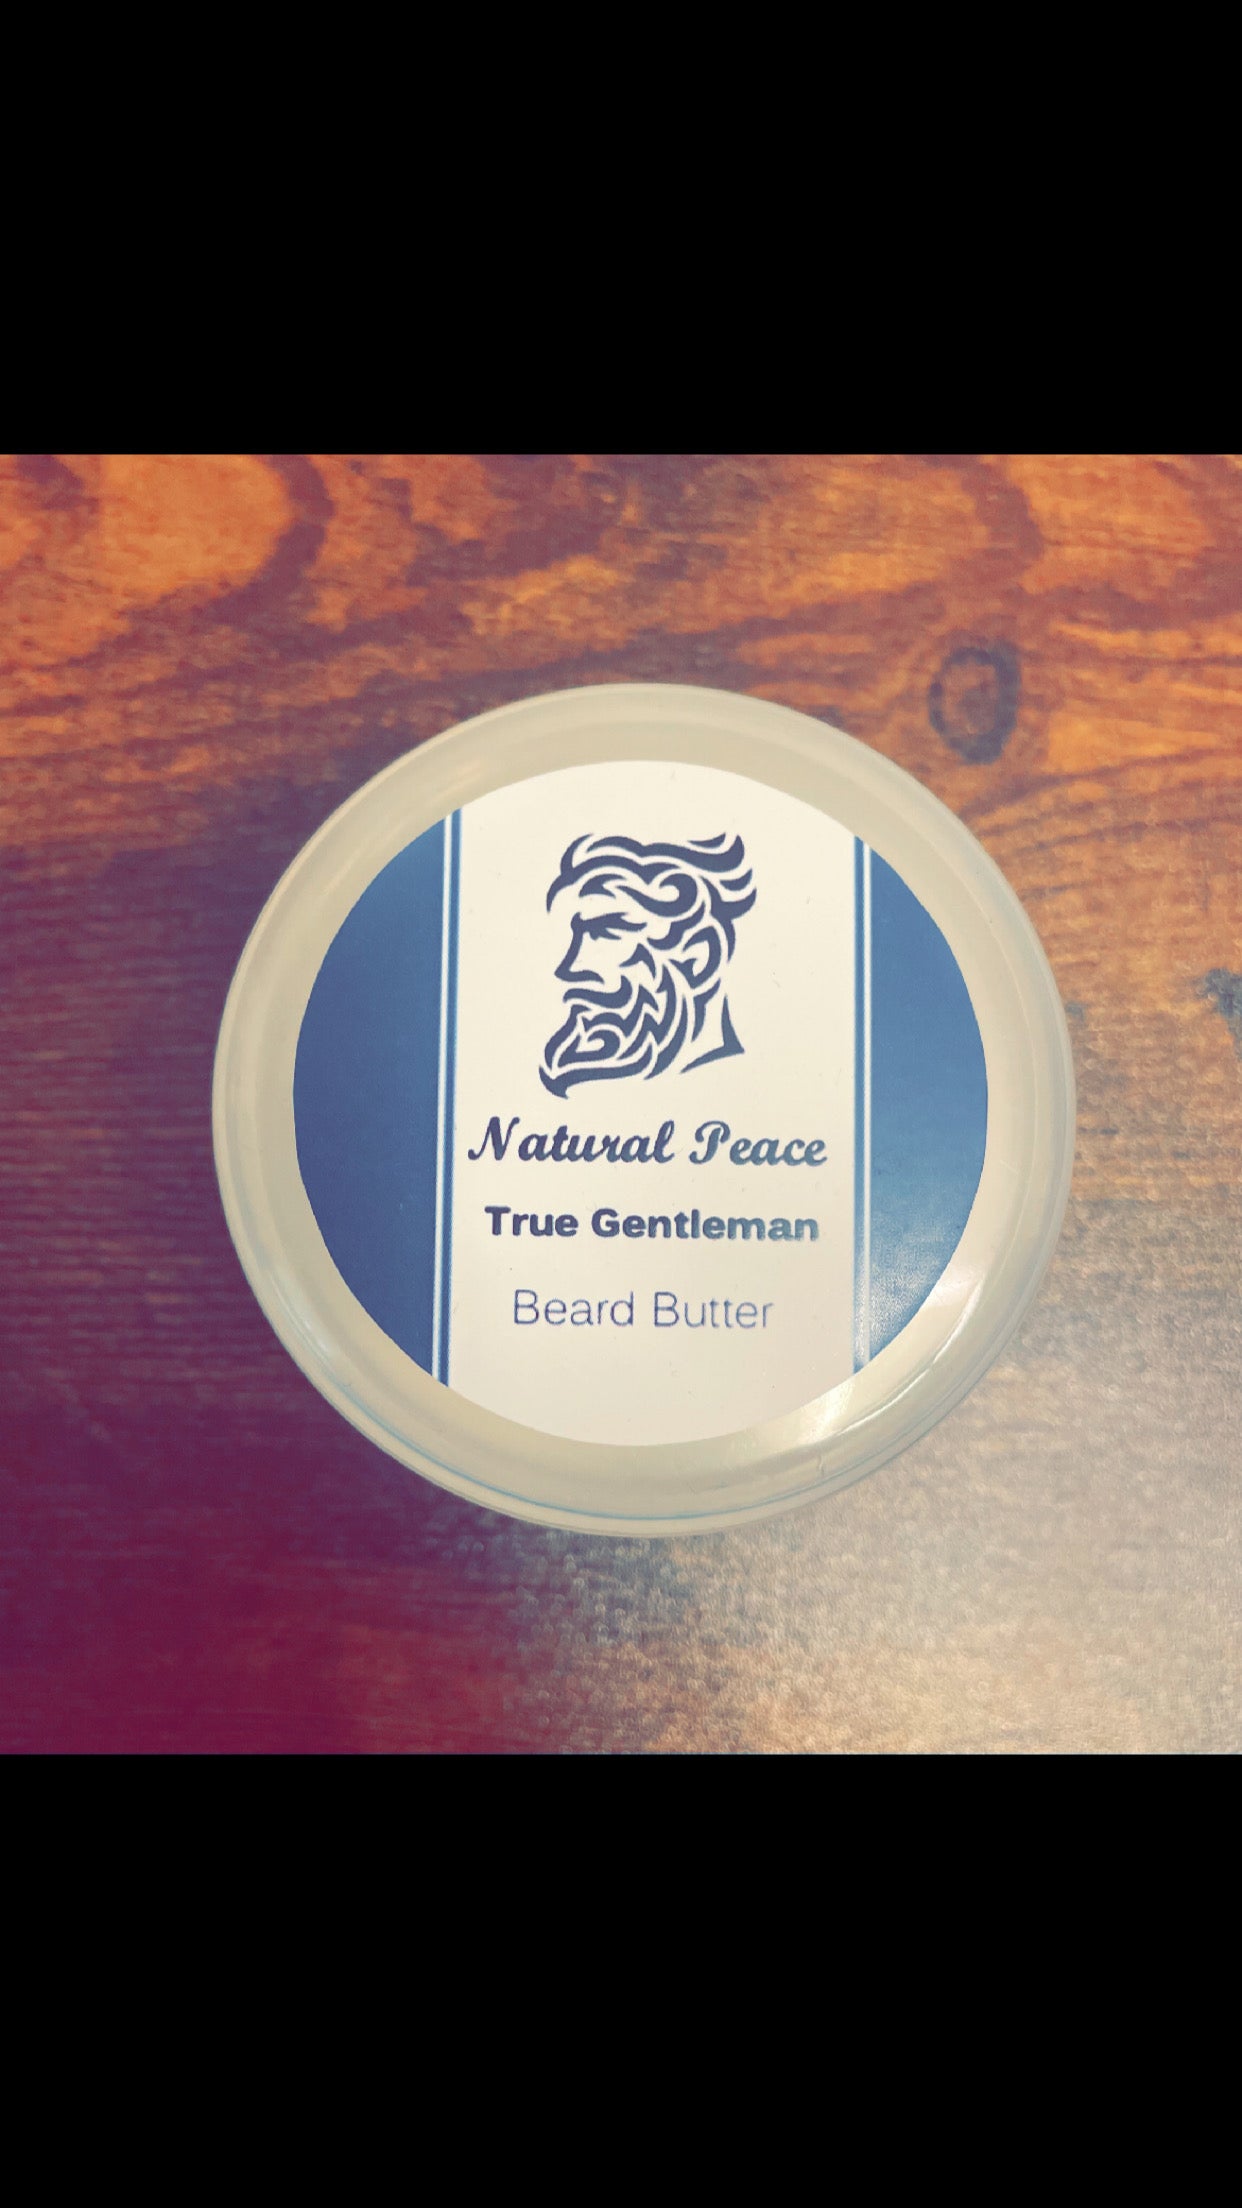 Natural Peace
True Gentleman
Beard Butter